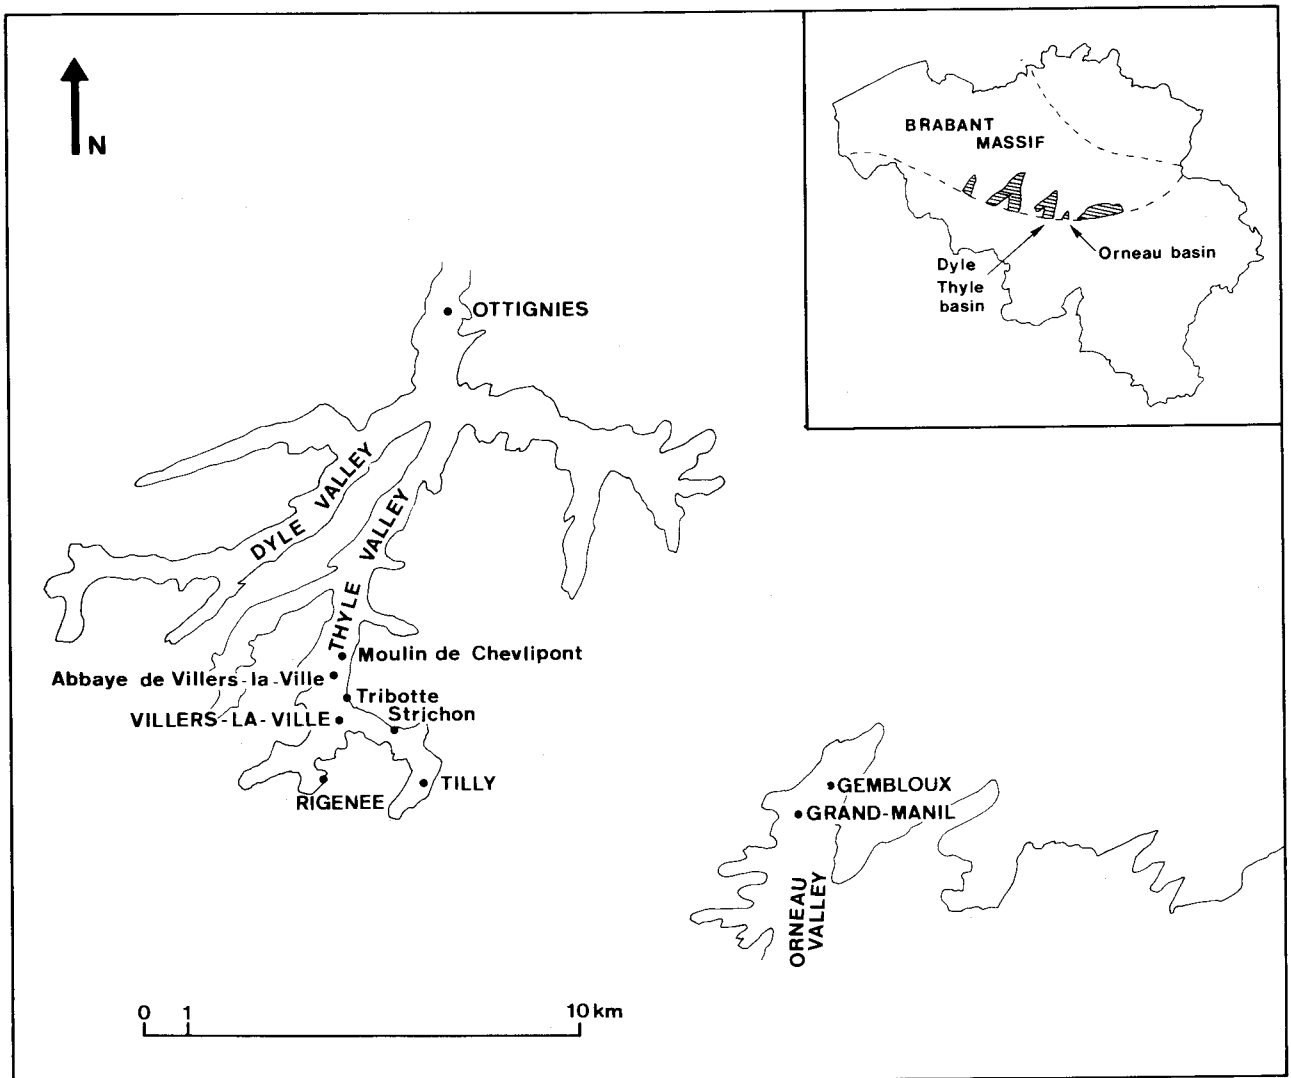 N
BRABANT
MASSIF
Orneau basin
Dyle
Thyle
basin
OTTIGNIES
DYLE VALLEY
THYLE VALLEY
Moulin de Chevlipont
Abbaye de Villers-la-Ville
Tribotte
Strichon
VILLERS-LA-VILLE
RIGENEE
TILLY
GEMBLOUX
GRAND-MANIL
ORNEAU
VALLEY
0 1 10 km